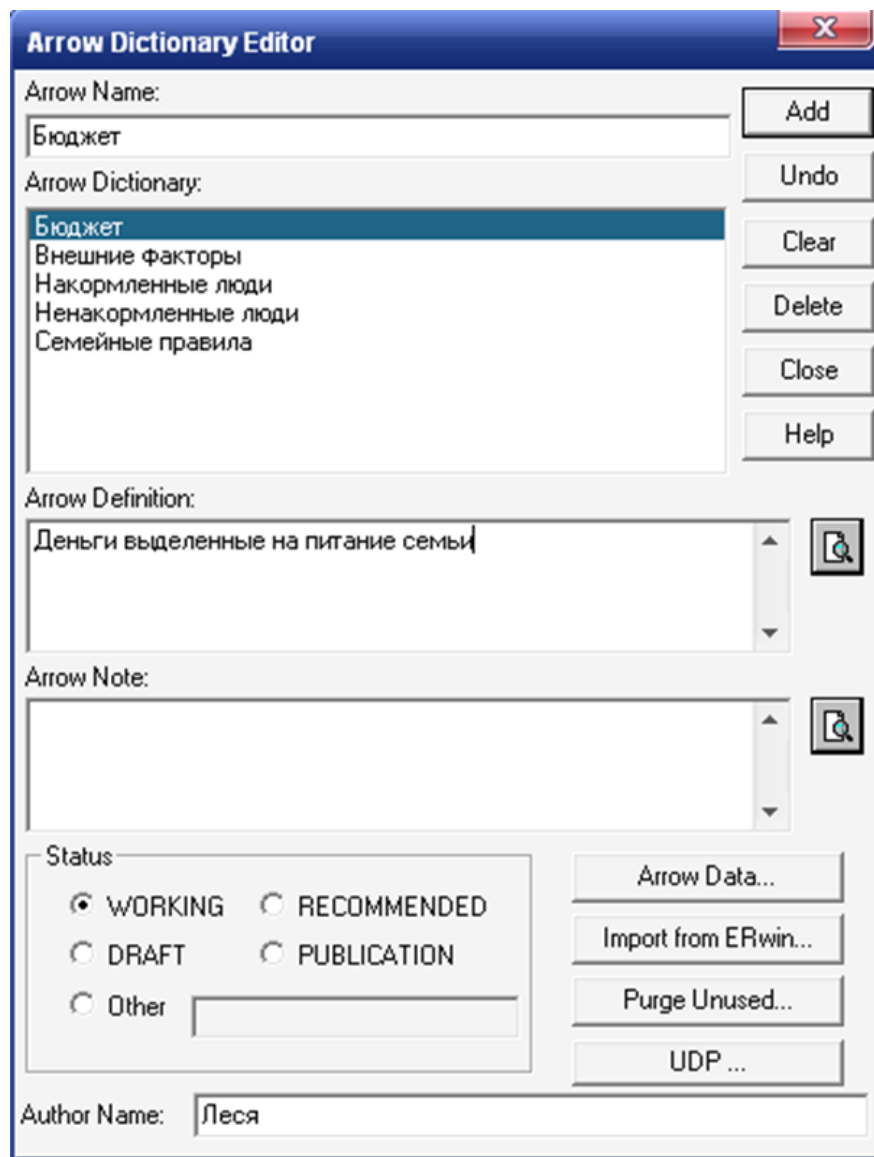 Arrow Dictionary Editor
Arrow Name:
Бюджет
Add
Arrow Dictionary:
Undo
Бюджет
Внешние факторы
Накормленные люди
Ненакормленные люди
Семейные правила
Clear
Delete
Close
Help
Arrow Definition:
Деньги выделенные на питание семьи
Arrow Note:
Status
WORKING
RECOMMENDED
DRAFT
PUBLICATION
Other
Arrow Data...
Import from ERwin...
Purge Unused...
UDP ...
Author Name:
Леся